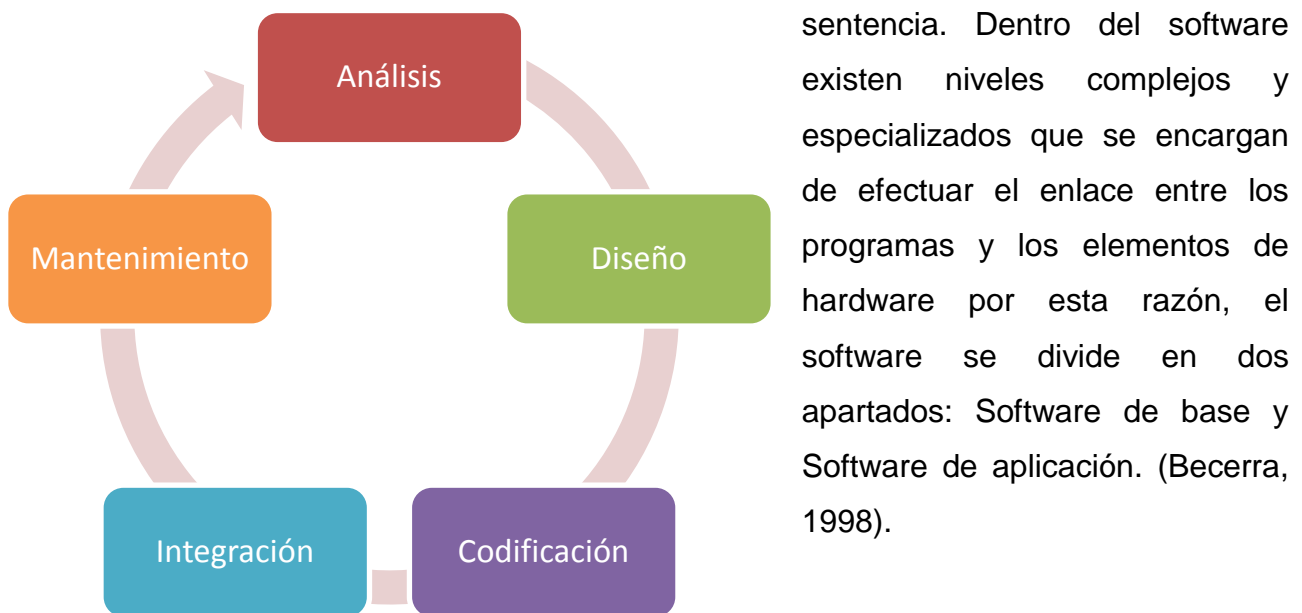 Análisis
Diseño
Codificación
Integración
Mantenimiento
sentencia. Dentro del software
existen niveles complejos y
especializados que se encargan
de efectuar el enlace entre los
programas y los elementos de
hardware por esta razón, el
software se divide en dos
apartados: Software de base y
Software de aplicación. (Becerra,
1998).